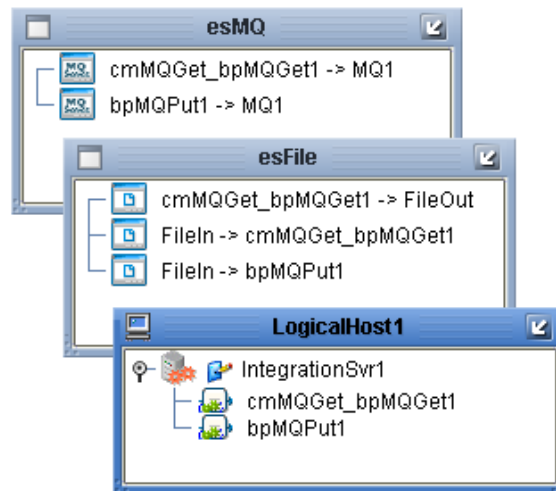 esMQ
cmMQGet_bpMQGet1 -> MQ1
bpMQPut1 -> MQ1
esFile
cmMQGet_bpMQGet1 -> FileOut
FileIn -> cmMQGet_bpMQGet1
FileIn -> bpMQPut1
LogicalHost1
IntegrationSvr1
cmMQGet_bpMQGet1
bpMQPut1